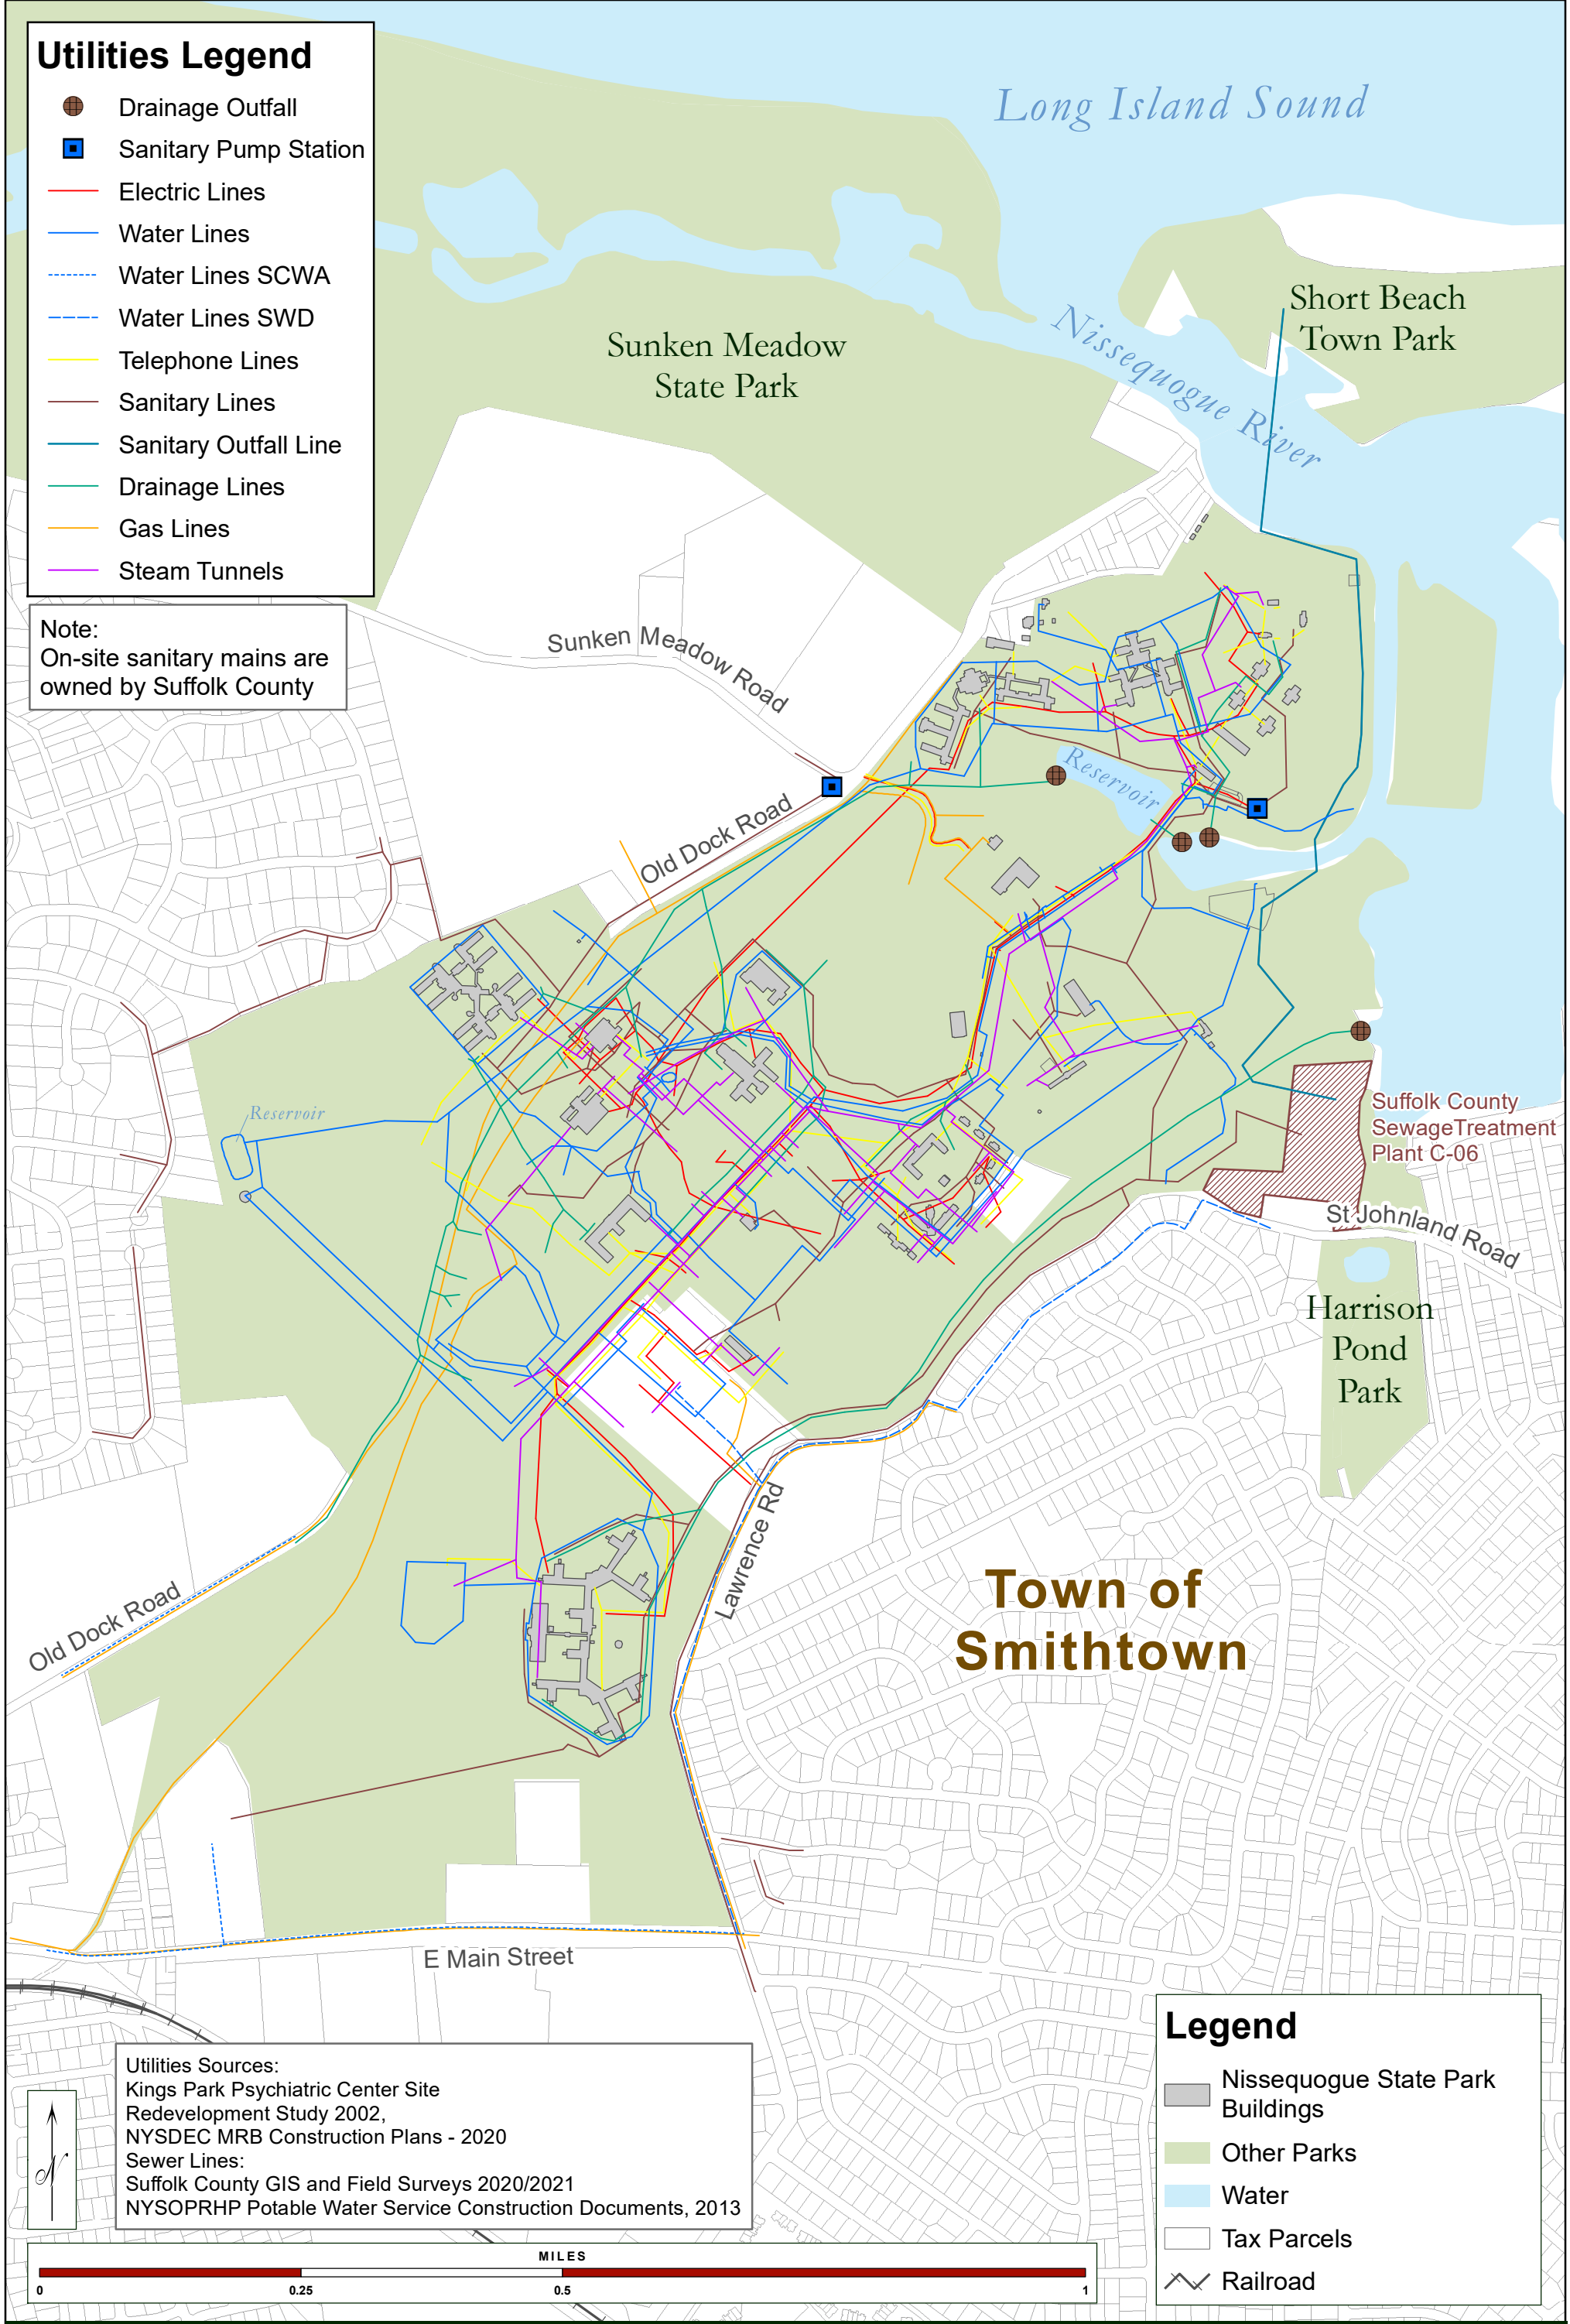 Utilities Legend
Drainage Outfall
Sanitary Pump Station
Electric Lines
Water Lines
Water Lines SCWA
Water Lines SWD
Telephone Lines
Sanitary Lines
Sanitary Outfall Line
Drainage Lines
Gas Lines
Steam Tunnels
Note:
On-site sanitary mains are
owned by Suffolk County
Long Island Sound
Short Beach
Town Park
Nissequogue River
Sunken Meadow
State Park
Sunken Meadow Road
Reservoir
Old Dock Road
Reservoir
Suffolk County
SewageTreatment
Plant C-06
St Johnland Road
Harrison
Pond
Park
Lawrence Rd
Old Dock Road
Town of
Smithtown
E Main Street
Utilities Sources:
Kings Park Psychiatric Center Site
Redevelopment Study 2002,
NYSDEC MRB Construction Plans - 2020
Sewer Lines:
Suffolk County GIS and Field Surveys 2020/2021
NYSOPRHP Potable Water Service Construction Documents, 2013
N
Legend
Nissequogue State Park
Buildings
Other Parks
Water
Tax Parcels
Railroad
MILES
0 0.25 0.5 1